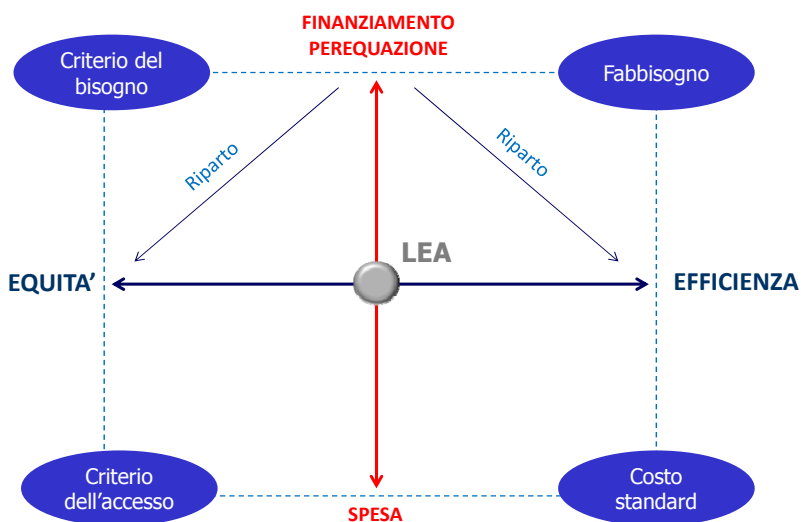 FINANZIAMENTO
PEREQUAZIONE
Criterio del
bisogno
Fabbisogno
Riparto
Riparto
LEA
EQUITA’
EFFICIENZA
Criterio
dell’accesso
Costo
standard
SPESA